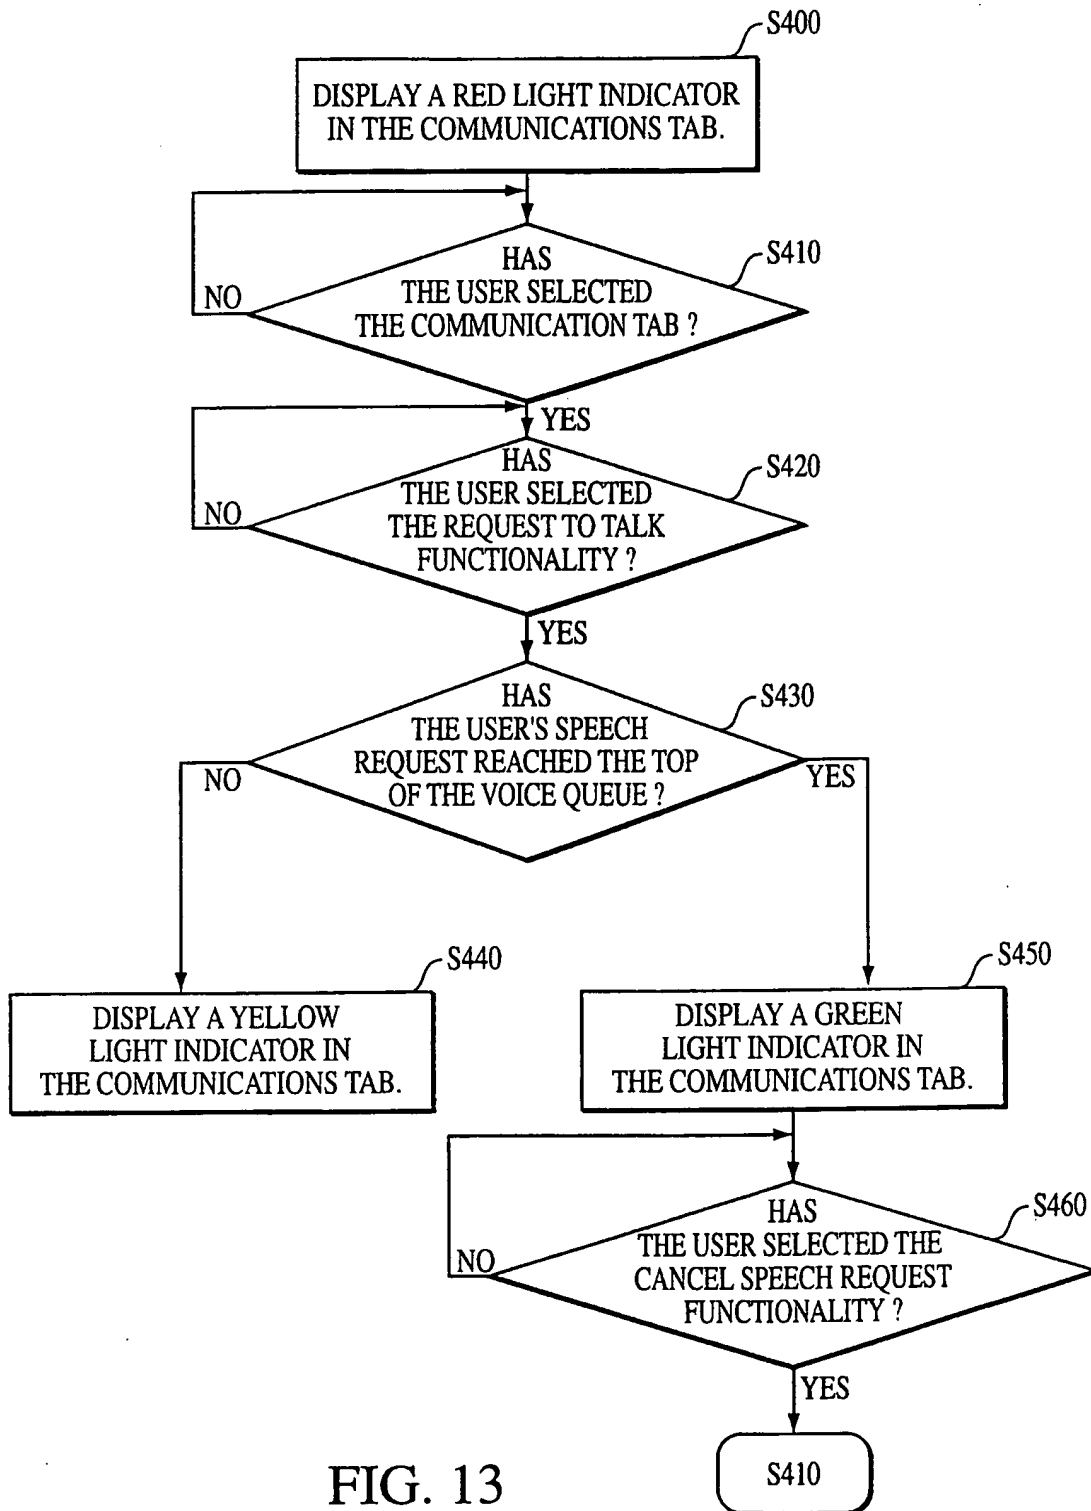 S400
DISPLAY A RED LIGHT INDICATOR
IN THE COMMUNICATIONS TAB.
S410
HAS
THE USER SELECTED
THE COMMUNICATION TAB ?
NO
YES
S420
HAS
THE USER SELECTED
THE REQUEST TO TALK
FUNCTIONALITY ?
NO
YES
S430
HAS
THE USER'S SPEECH
REQUEST REACHED THE TOP
OF THE VOICE QUEUE ?
NO
YES
S440
DISPLAY A YELLOW
LIGHT INDICATOR IN
THE COMMUNICATIONS TAB.
S450
DISPLAY A GREEN
LIGHT INDICATOR IN
THE COMMUNICATIONS TAB.
S460
HAS
THE USER SELECTED THE
CANCEL SPEECH REQUEST
FUNCTIONALITY ?
NO
YES
S410
FIG. 13